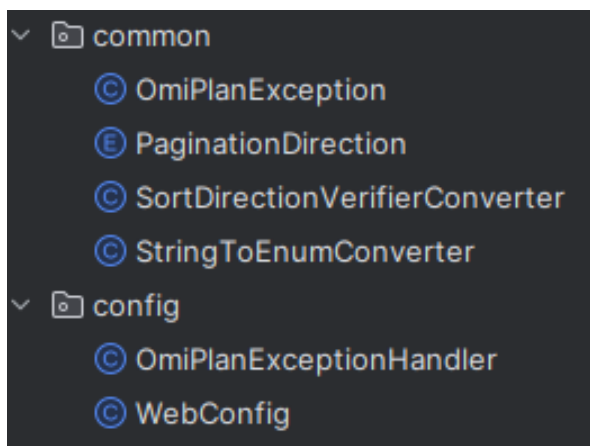 common
C OmiPlanException
E PaginationDirection
C SortDirectionVerifierConverter
C StringToEnumConverter
config
C OmiPlanExceptionHandler
C WebConfig